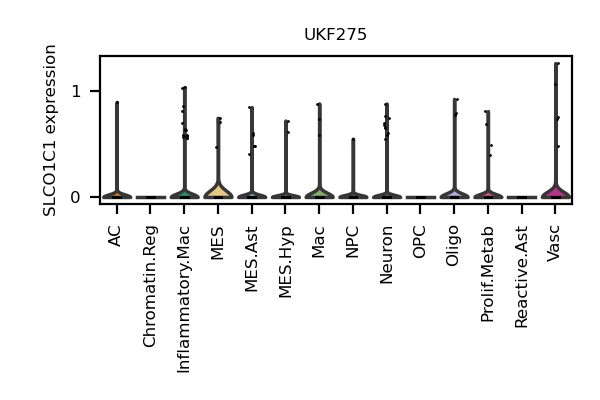 UKF275
SLCO1C1 expression
1
0
AC
Chromatin.Reg
Inflammatory.Mac
MES
MES.Ast
MES.Hyp
Mac
NPC
Neuron
OPC
Oligo
Prolif.Metab
Reactive.Ast
Vasc